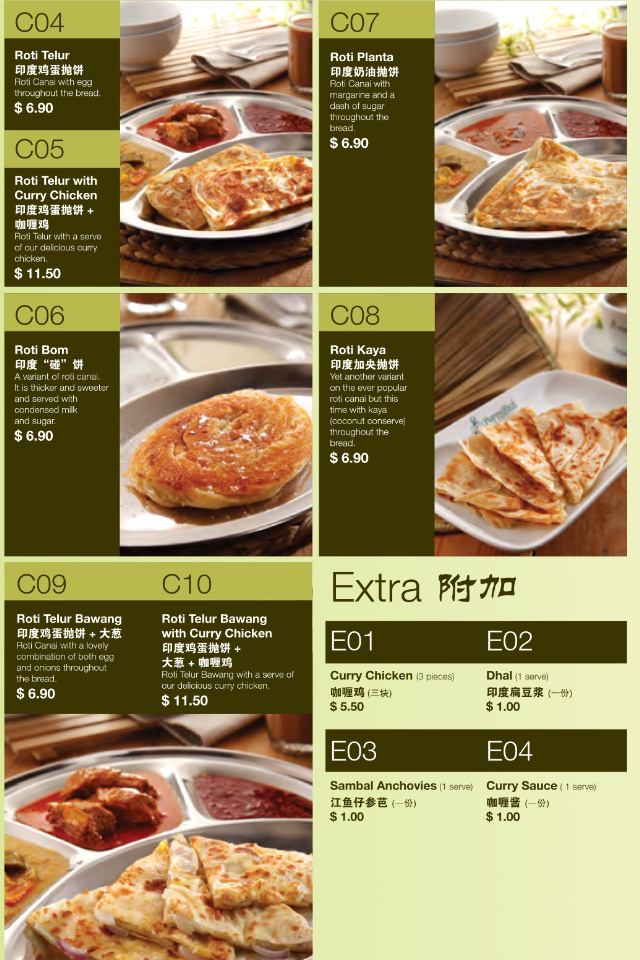 C04
Roti Telur
印度鸡蛋抛饼
Roti Canai with egg
throughout the bread.
$ 6.90
C05
Roti Telur with
Curry Chicken
印度鸡蛋抛饼 +
咖喱鸡
Roti Telur with a serve
of our delicious curry
chicken.
$ 11.50
C07
Roti Planta
印度奶油抛饼
Roti Canai with
margarine and a
dash of sugar
throughout the
bread.
$ 6.90
C06
Roti Bom
印度“碰”饼
A variant of roti canai.
It is thicker and sweeter
and served with
condensed milk
and sugar.
$ 6.90
C08
Roti Kaya
印度加央抛饼
Yet another variant
on the ever popular
roti canai but this
time with kaya
(coconut conserve)
throughout the
bread.
$ 6.90
PappaRich
C09
Roti Telur Bawang
印度鸡蛋抛饼 + 大葱
Roti Canai with a lovely
combination of both egg
and onions throughout
the bread.
$ 6.90
C10
Roti Telur Bawang
with Curry Chicken
印度鸡蛋抛饼 +
大葱 + 咖喱鸡
Roti Telur Bawang with a serve of
our delicious curry chicken.
$ 11.50
Extra 附加
E01
Curry Chicken (3 pieces)
咖喱鸡 (三块)
$ 5.50
E02
Dhal (1 serve)
印度扁豆浆 (一份)
$ 1.00
E03
Sambal Anchovies (1 serve)
江鱼仔参芭 (一份)
$ 1.00
E04
Curry Sauce ( 1 serve)
咖喱酱 (一份)
$ 1.00